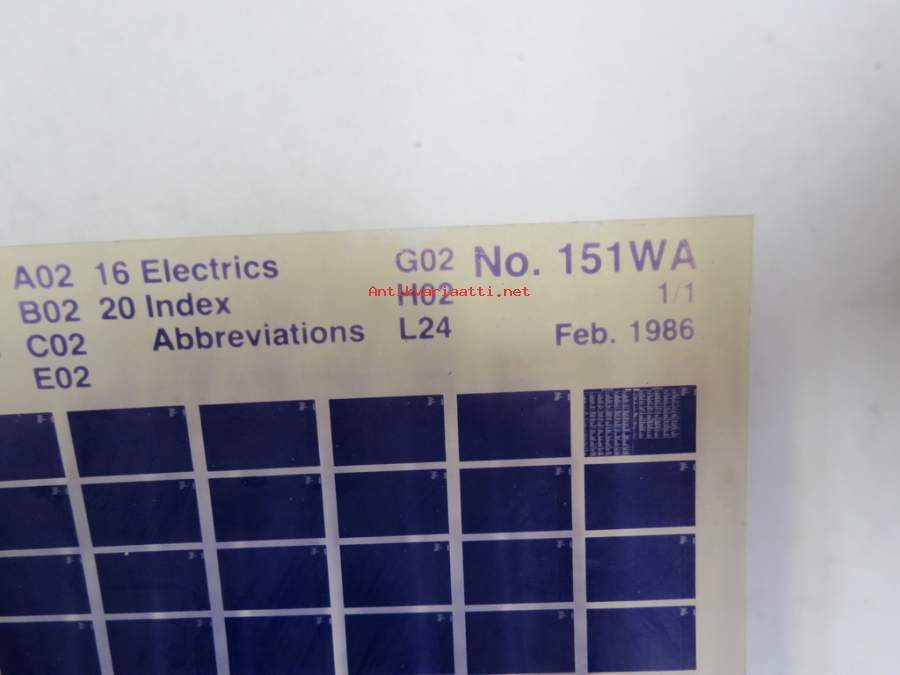 A02 16 Electrics G02 No. 151WA
B02 20 Index H02 1/1
C02 Abbreviations L24 Feb. 1986
E02
Antikvariaatti.net